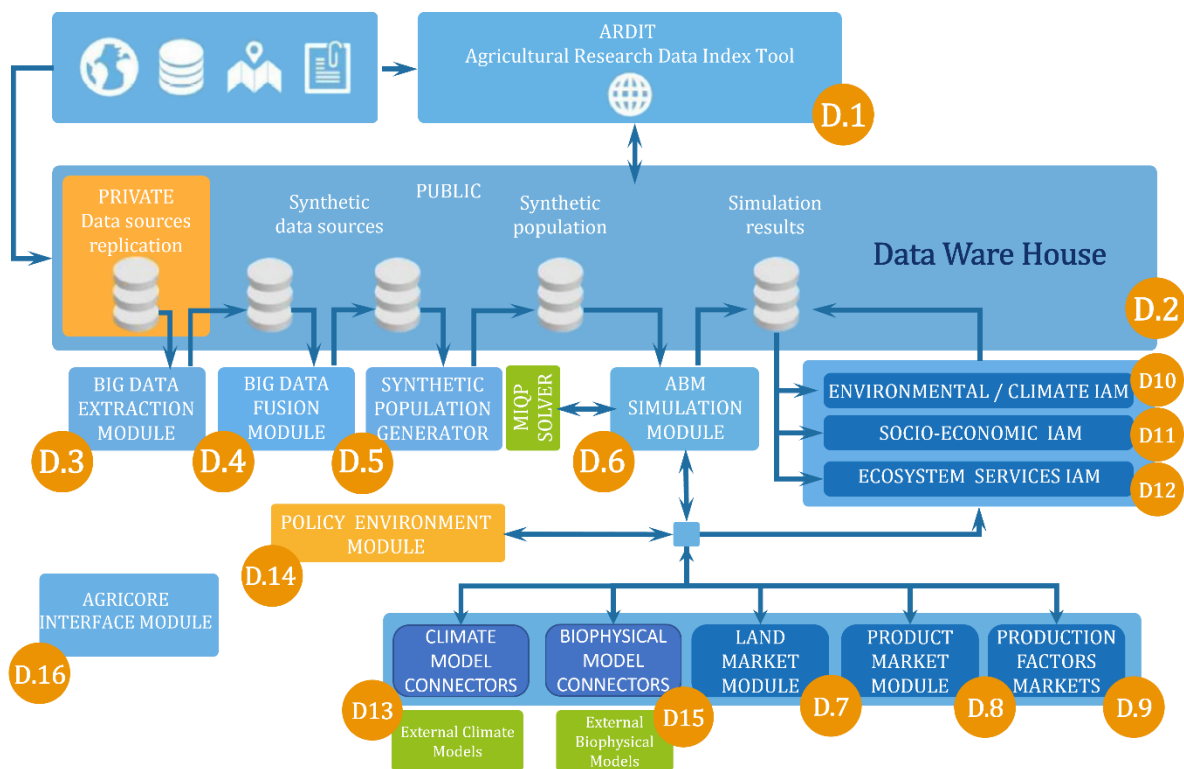 ARDIT
Agricultural Research Data Index Tool
D.1
PUBLIC
PRIVATE
Data sources
replication
Synthetic
data sources
Synthetic
population
Simulation
results
Data Ware House
D.2
BIG DATA
EXTRACTION
MODULE
D.3
BIG DATA
FUSION
MODULE
D.4
SYNTHETIC
POPULATION
GENERATOR
D.5
MIQP
SOLVER
ABM
SIMULATION
MODULE
D.6
ENVIRONMENTAL / CLIMATE IAM
D10
SOCIO-ECONOMIC IAM
D11
ECOSYSTEM SERVICES IAM
D12
POLICY ENVIRONMENT
MODULE
D.14
AGRICORE
INTERFACE MODULE
D.16
CLIMATE
MODEL
CONNECTORS
D13
BIOPHYSICAL
MODEL
CONNECTORS
D15
LAND
MARKET
MODULE
D.7
PRODUCT
MARKET
MODULE
D.8
PRODUCTION
FACTORS
MARKETS
D.9
External Climate
Models
External
Biophysical
Models